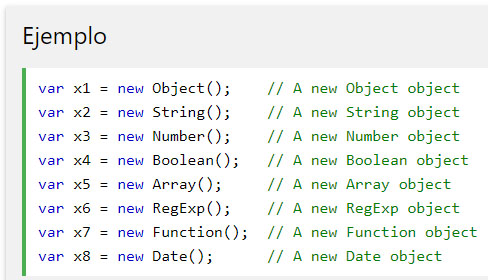 Ejemplo
var x1 = new Object();    // A new Object object
var x2 = new String();    // A new String object
var x3 = new Number();    // A new Number object
var x4 = new Boolean();   // A new Boolean object
var x5 = new Array();     // A new Array object
var x6 = new RegExp();    // A new RegExp object
var x7 = new Function();  // A new Function object
var x8 = new Date();      // A new Date object